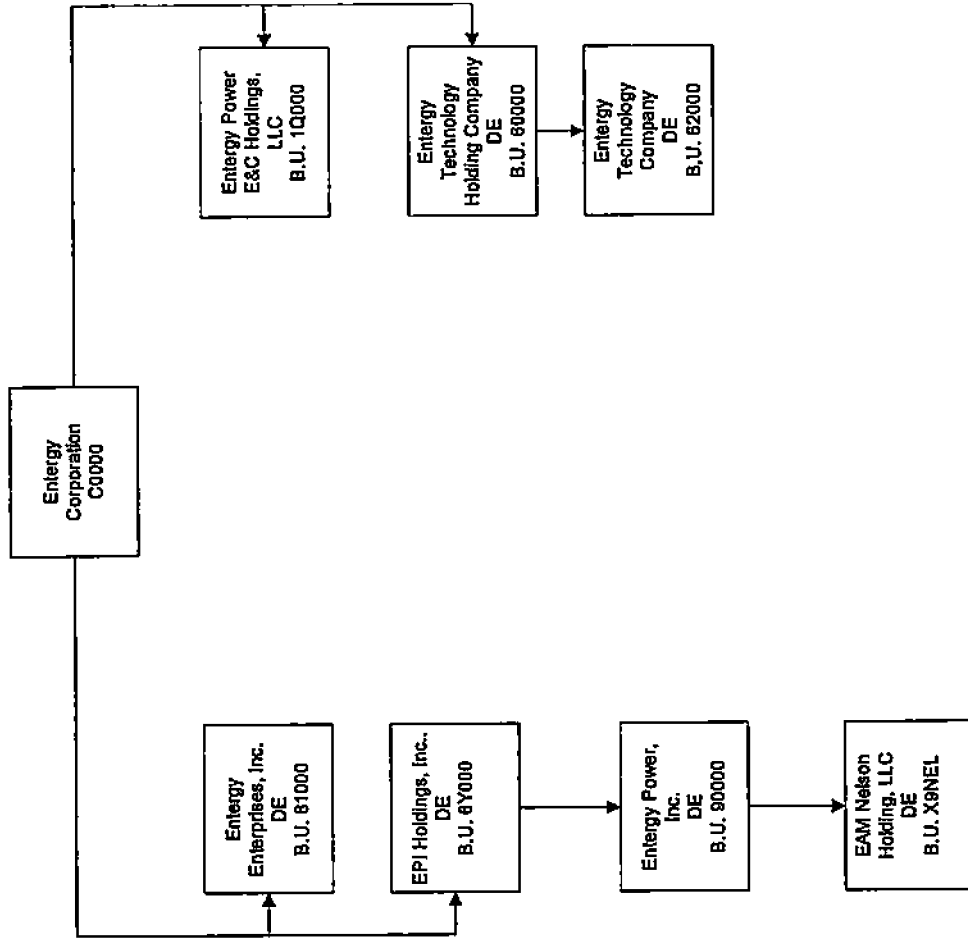 Entergy
Corporation
C0000
Entergy
Enterprises, Inc.
DE
B.U. 81000
EPI Holdings, Inc..
DE
B.U. 6Y000
Entergy Power,
Inc.
DE
B.U. 90000
EAM Nelson
Holding, LLC
DE
B.U. X9NEL
Entergy Power
E&C Holdings,
LLC
B.U. 1Q000
Entergy
Technology
Holding Company
DE
B.U. 60000
Entergy
Technology
Company
DE
B.U. 62000